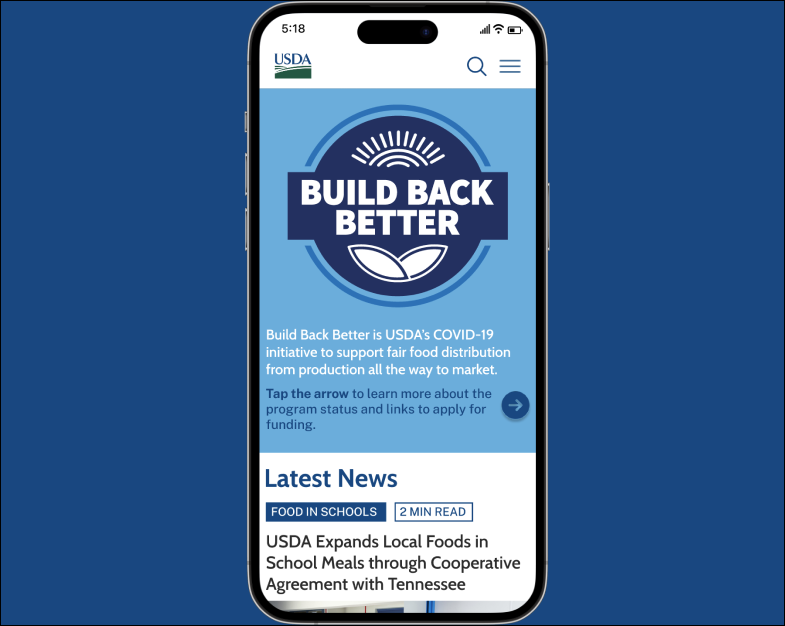 5:18
USDA
BUILD BACK
BETTER
Build Back Better is USDA's COVID-19
initiative to support fair food distribution
from production all the way to market.
Tap the arrow to learn more about the
program status and links to apply for
funding.
Latest News
FOOD IN SCHOOLS
2 MIN READ
USDA Expands Local Foods in
School Meals through Cooperative
Agreement with Tennessee